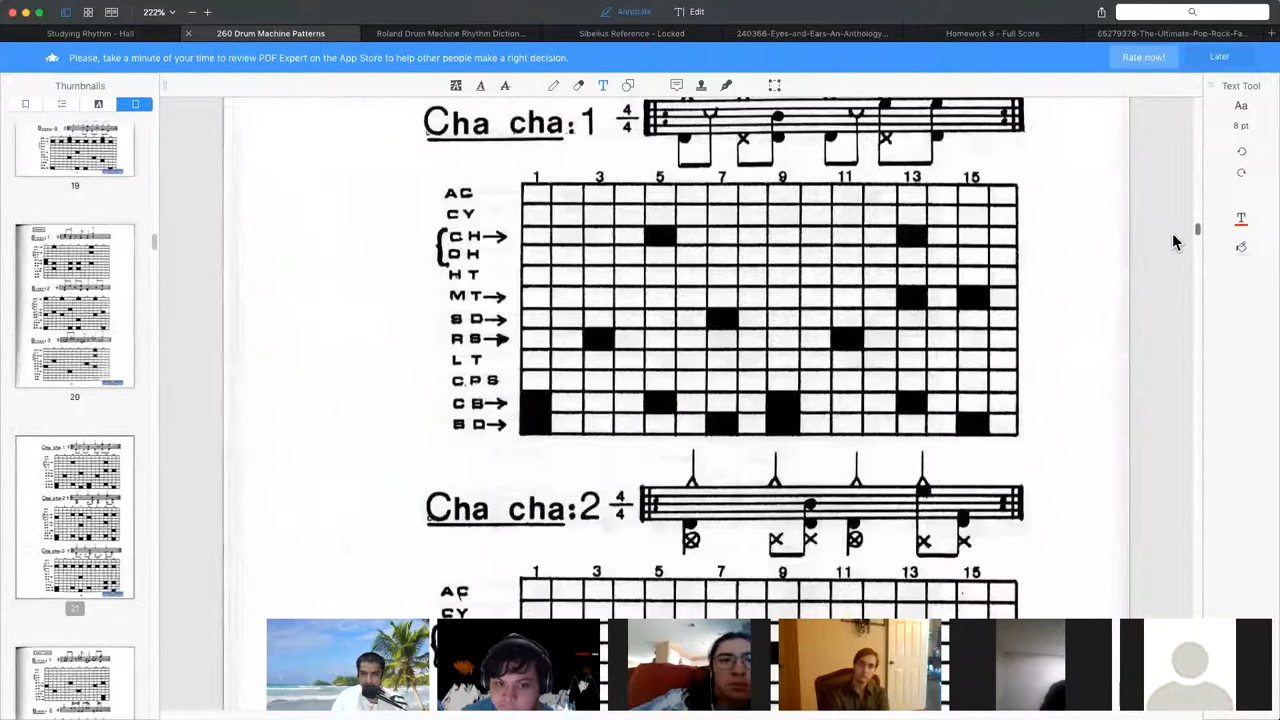 222% − + Annotate Edit
Studying Rhythm - Hall 260 Drum Machine Patterns Roland Drum Rhythm Diction... Sibelius Reference - Locked 240366-Eyes-and-Ears-An-Anthology... Homework 8 - Full Score 65279378-The-Ultimate-Pop-Rock-Fa...
Please, take a minute of your time to review PDF Expert on the App Store to help other people make a right decision. Rate now! Later
Thumbnails
A A A T
Text Tool
Aa
8 pt
T
19
20
21
Cha cha:1 4/4
1 3 5 7 9 11 13 15
AC
CY
CH
OH
HT
MT
SD
RS
LT
CPS
CB
BD
Cha cha:2 4/4
1 3 5 7 9 11 13 15
AC
CY